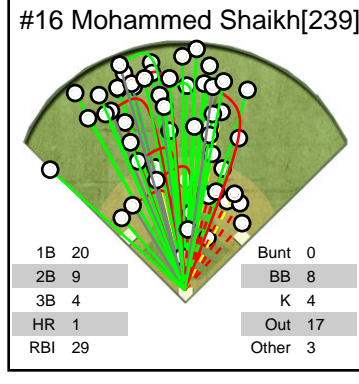 #16 Mohammed Shaikh[239]
1B 20
2B 9
3B 4
HR 1
RBI 29
Bunt 0
BB 8
K 4
Out 17
Other 3